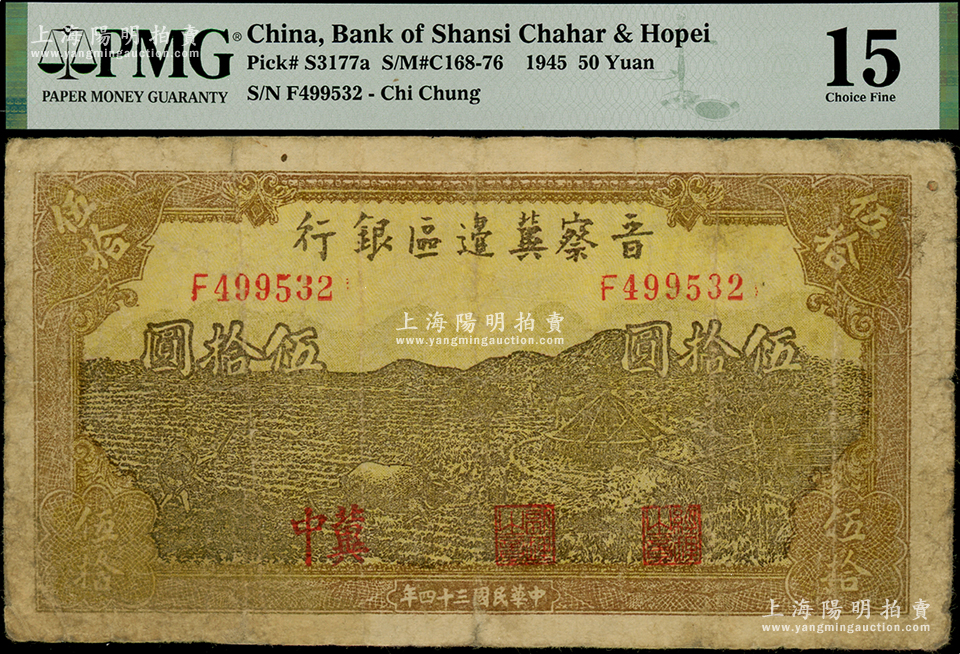 PMG®
PAPER MONEY GUARANTY
China, Bank of Shansi Chahar & Hopei
Pick# S3177a S/M#C168-76 1945 50 Yuan
S/N F499532 - Chi Chung
15
Choice Fine
上海陽明拍賣
www.yangmingauction.com
伍拾
伍拾
行銀區邊冀察晋
F499532
F499532
圓拾伍
圓拾伍
上海陽明拍賣
www.yangmingauction.com
中冀
伍拾
伍拾
年四十三國民華中
上海陽明拍賣
www.yangmingauction.com